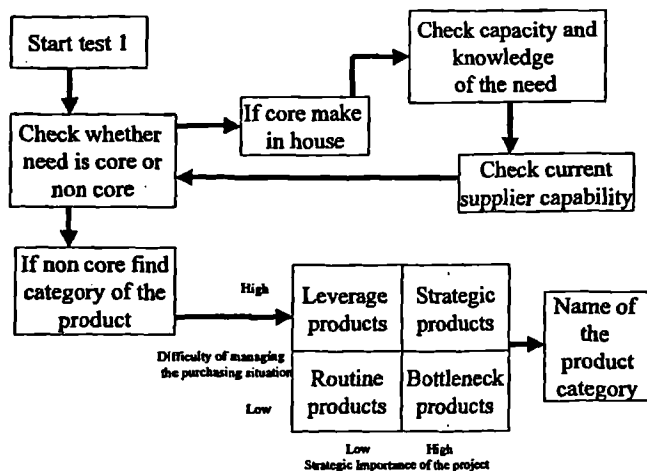 Start test 1
Check capacity and
knowledge
of the need
If core make
in house
Check whether
need is core or
non core
Check current
supplier capability
If non core find
category of the
product
High
Leverage
products
Strategic
products
Name of
the
product
category
Difficulty of managing
the purchasing situation
Routine
products
Bottleneck
products
Low
Low
High
Strategic Importance of the project